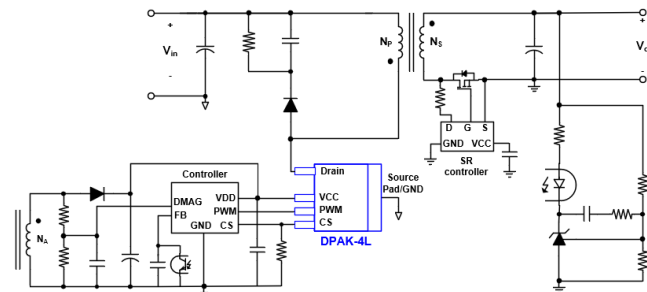 +
+
Vin
NP
NS
-
-
D G S
GND VCC
SR
controller
Drain
Source
Pad/GND
Controller
DMAG
VDD
VCC
FB
PWM
PWM
GND
CS
CS
NA
DPAK-4L